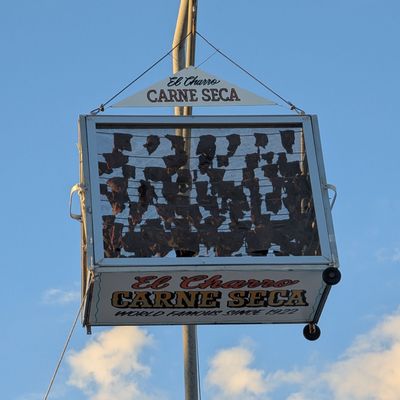 El Charro
CARNE SECA
El Charro
CARNE SECA
WORLD FAMOUS SINCE 1922